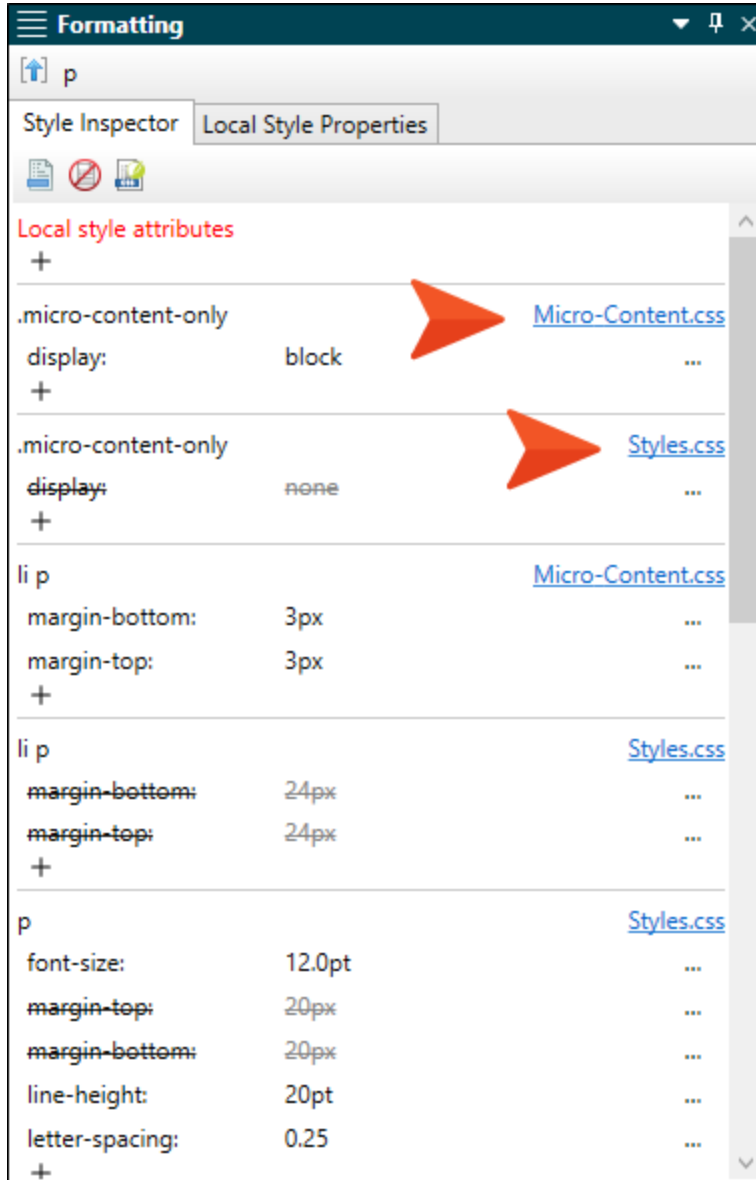 Formatting
p
Style Inspector Local Style Properties
Local style attributes
+
.micro-content-only Micro-Content.css
display: block ...
+
.micro-content-only Styles.css
display: none ...
+
li p Micro-Content.css
margin-bottom: 3px ...
margin-top: 3px ...
+
li p Styles.css
margin-bottom: 24px ...
margin-top: 24px ...
+
p Styles.css
font-size: 12.0pt ...
margin-top: 20px ...
margin-bottom: 20px ...
line-height: 20pt ...
letter-spacing: 0.25 ...
+